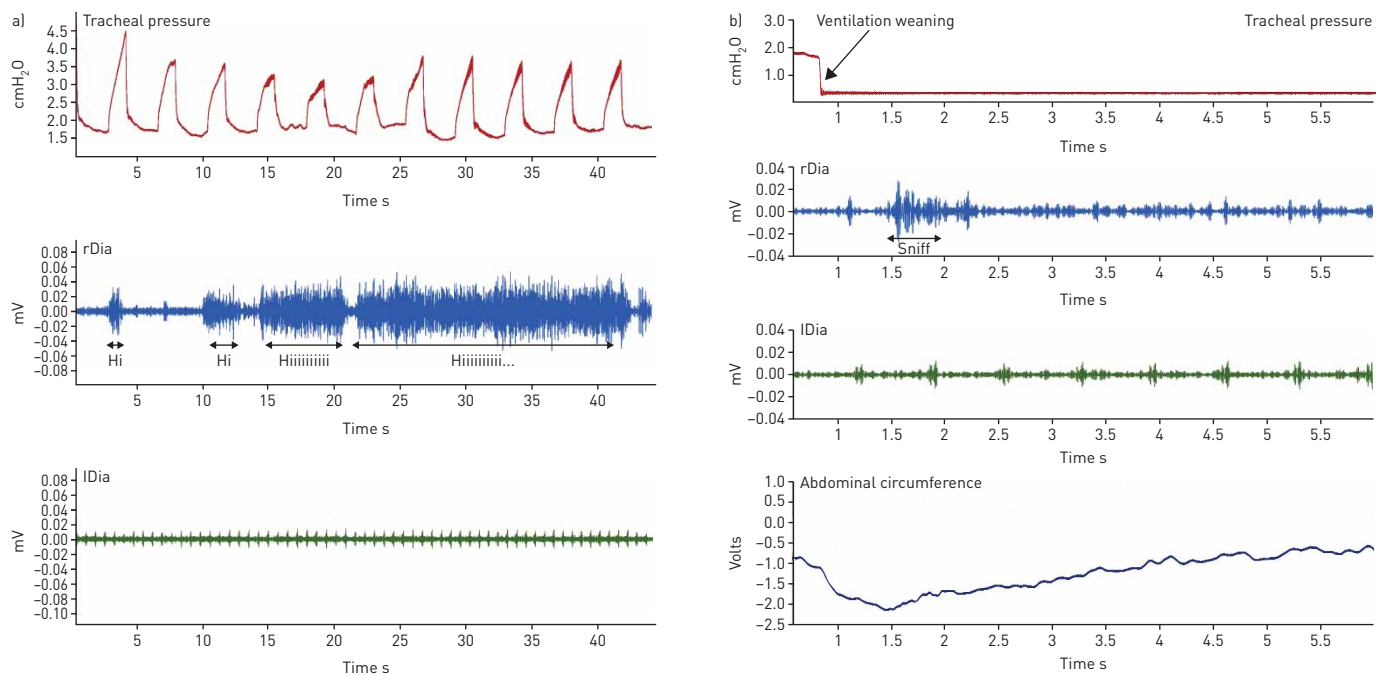 a)
Tracheal pressure
cmH2O
4.5
4.0
3.5
3.0
2.5
2.0
1.5
5 10 15 20 25 30 35 40
Time s
rDia
mV
0.08
0.06
0.04
0.02
0.00
−0.02
−0.04
−0.06
−0.08
Hi Hi Hiiiiiiiiii Hiiiiiiiiii...
5 10 15 20 25 30 35 40
Time s
lDia
mV
0.08
0.06
0.04
0.02
0.00
−0.02
−0.04
−0.06
−0.08
−0.10
5 10 15 20 25 30 35 40
Time s
b)
Ventilation weaning
Tracheal pressure
cmH2O
3.0
2.0
1.0
1 1.5 2 2.5 3 3.5 4 4.5 5 5.5
Time s
rDia
mV
0.04
0.02
0.00
−0.02
−0.04
Sniff
1 1.5 2 2.5 3 3.5 4 4.5 5 5.5
Time s
lDia
mV
0.04
0.02
0.00
−0.02
−0.04
1 1.5 2 2.5 3 3.5 4 4.5 5 5.5
Time s
Abdominal circumference
Volts
1.0
0.5
0.0
−0.5
−1.0
−1.5
−2.0
−2.5
1 1.5 2 2.5 3 3.5 4 4.5 5 5.5
Time s